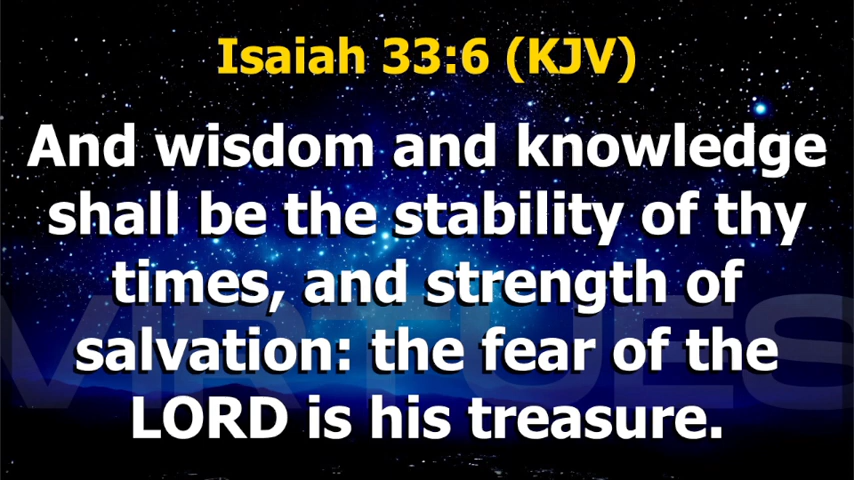 Isaiah 33:6 (KJV)
And wisdom and knowledge
shall be the stability of thy
times, and strength of
salvation: the fear of the
LORD is his treasure.
VIRTUES